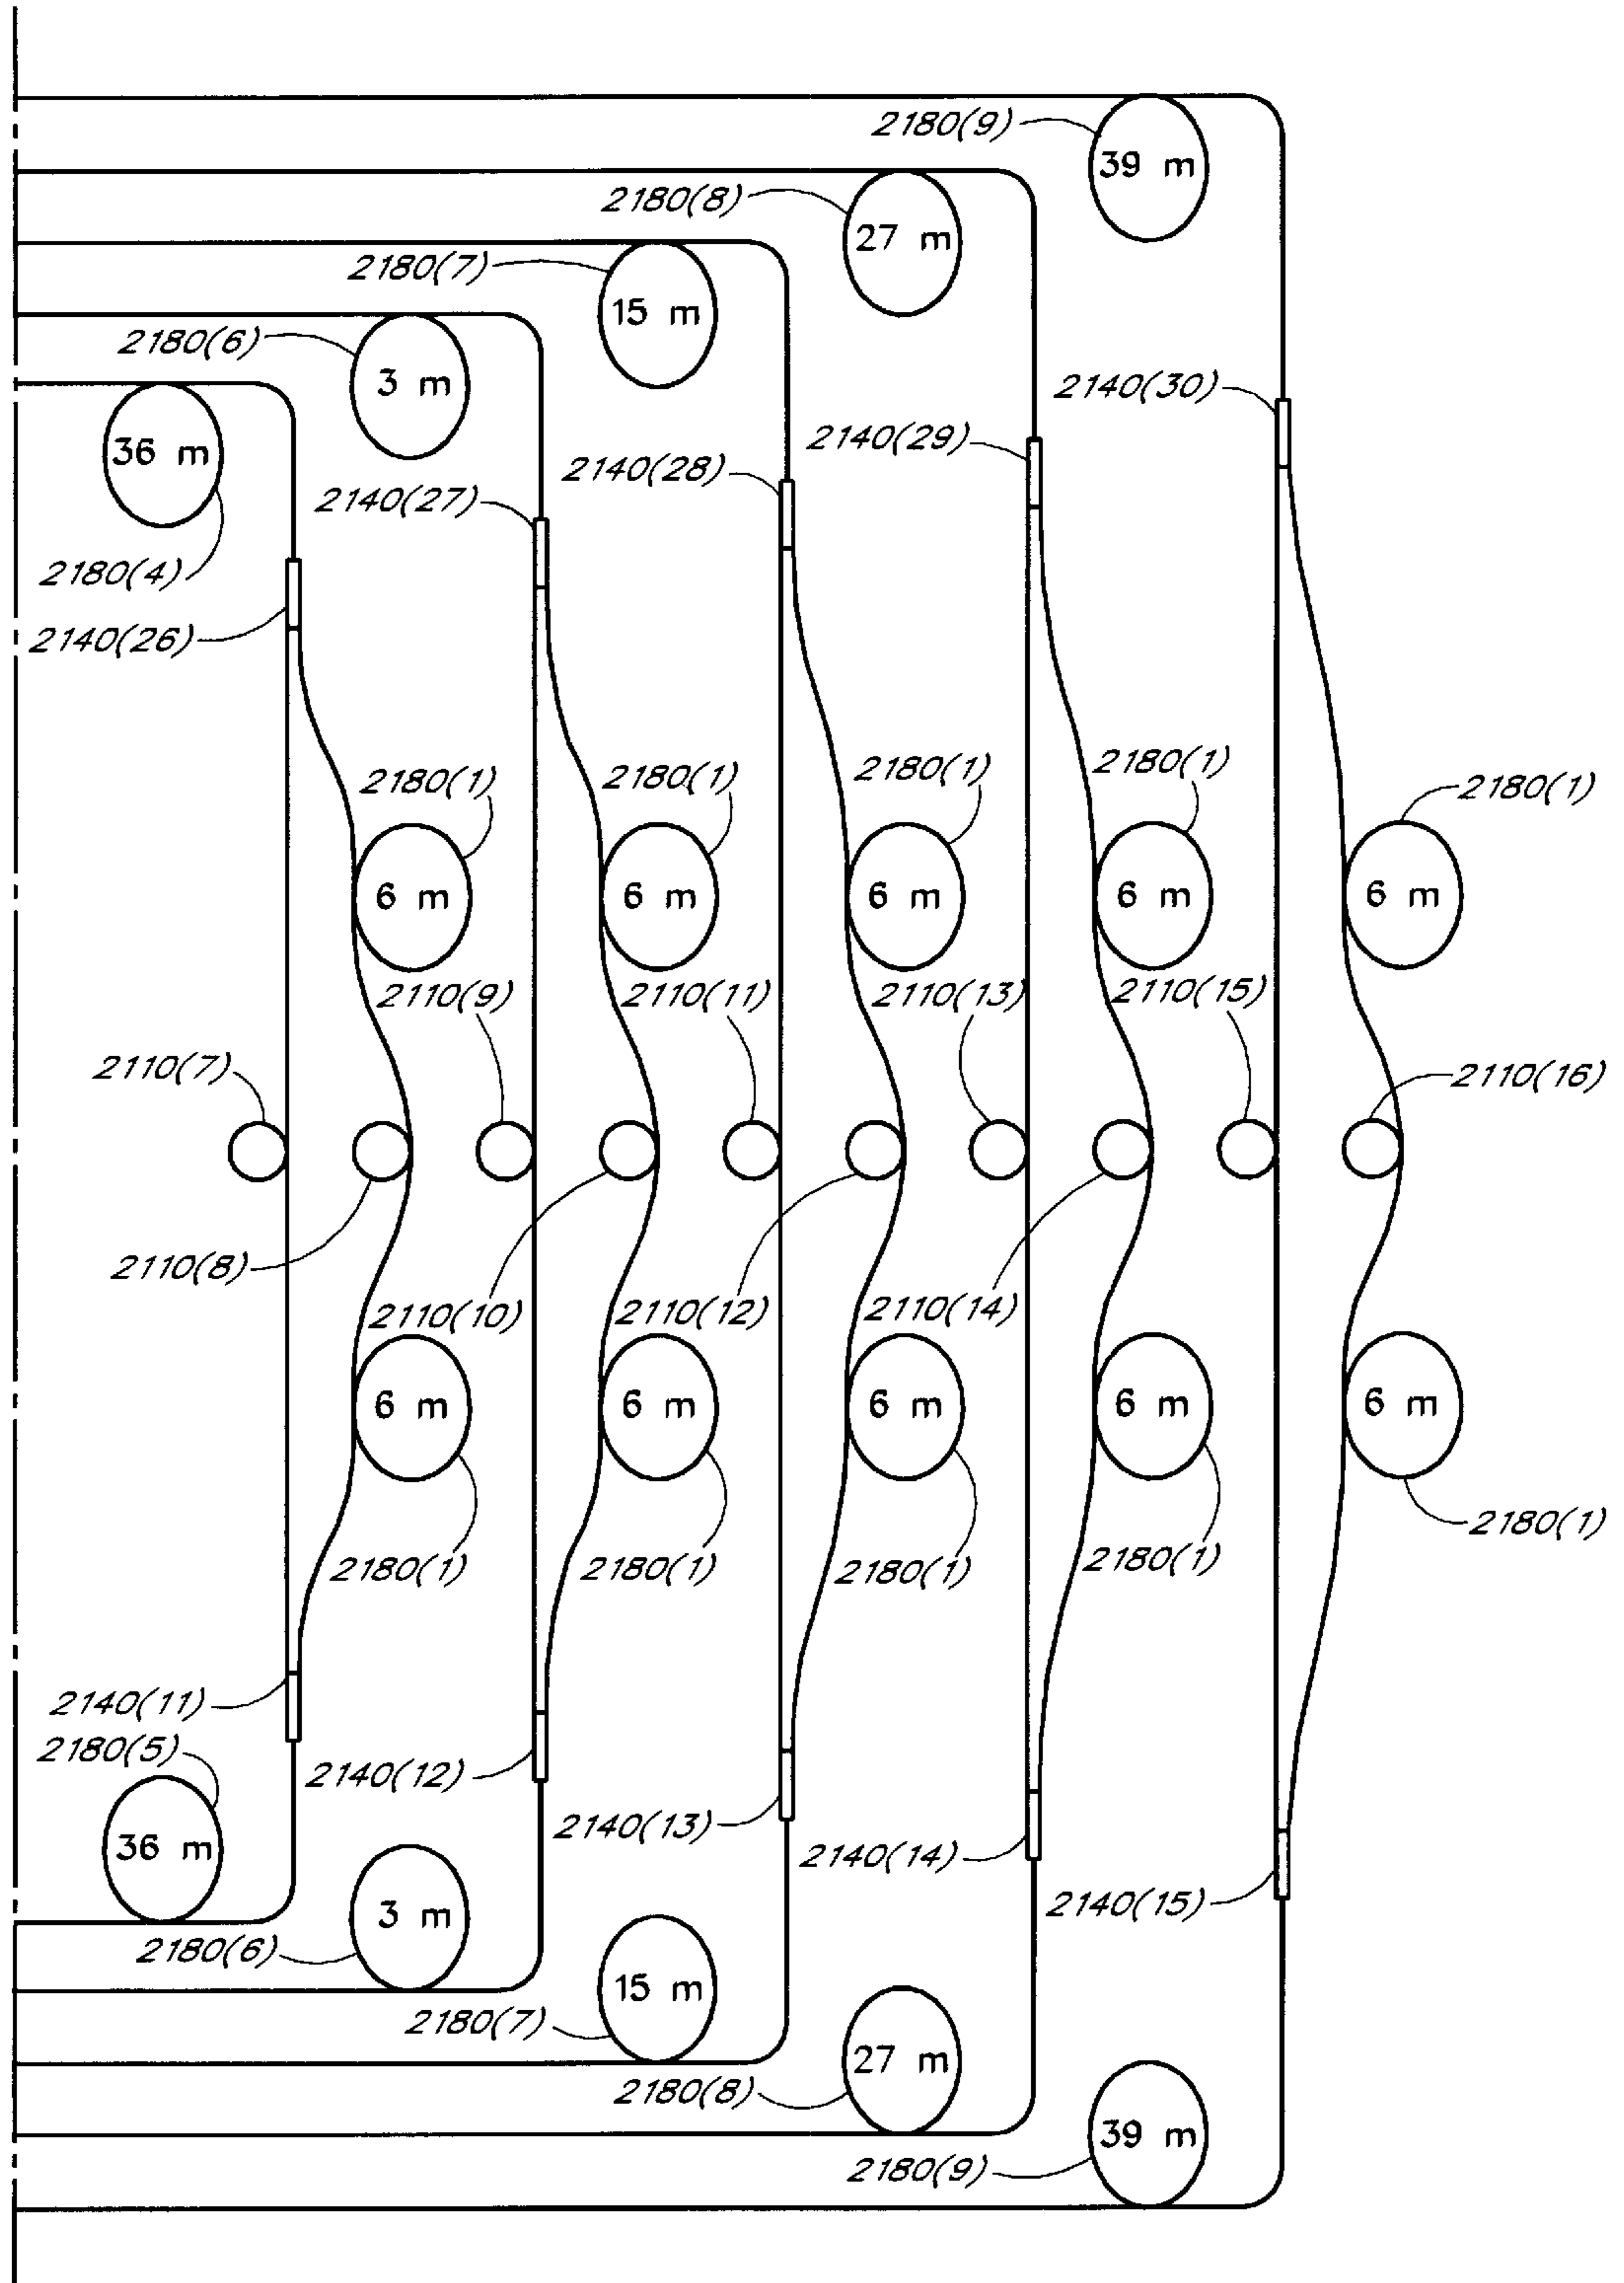 2180(9)
39 m
2180(8)
27 m
2180(7)
15 m
2180(6)
3 m
36 m
2180(4)
2140(30)
2140(29)
2140(28)
2140(27)
2140(26)
2180(1)
2180(1)
2180(1)
2180(1)
2180(1)
6 m
6 m
6 m
6 m
6 m
2110(9)
2110(11)
2110(13)
2110(15)
2110(7)
2110(16)
2110(8)
2110(10)
2110(12)
2110(14)
6 m
6 m
6 m
6 m
6 m
2180(1)
2180(1)
2180(1)
2180(1)
2180(1)
2140(11)
2180(5)
2140(12)
2140(13)
2140(14)
2140(15)
36 m
3 m
2180(6)
15 m
2180(7)
27 m
2180(8)
39 m
2180(9)